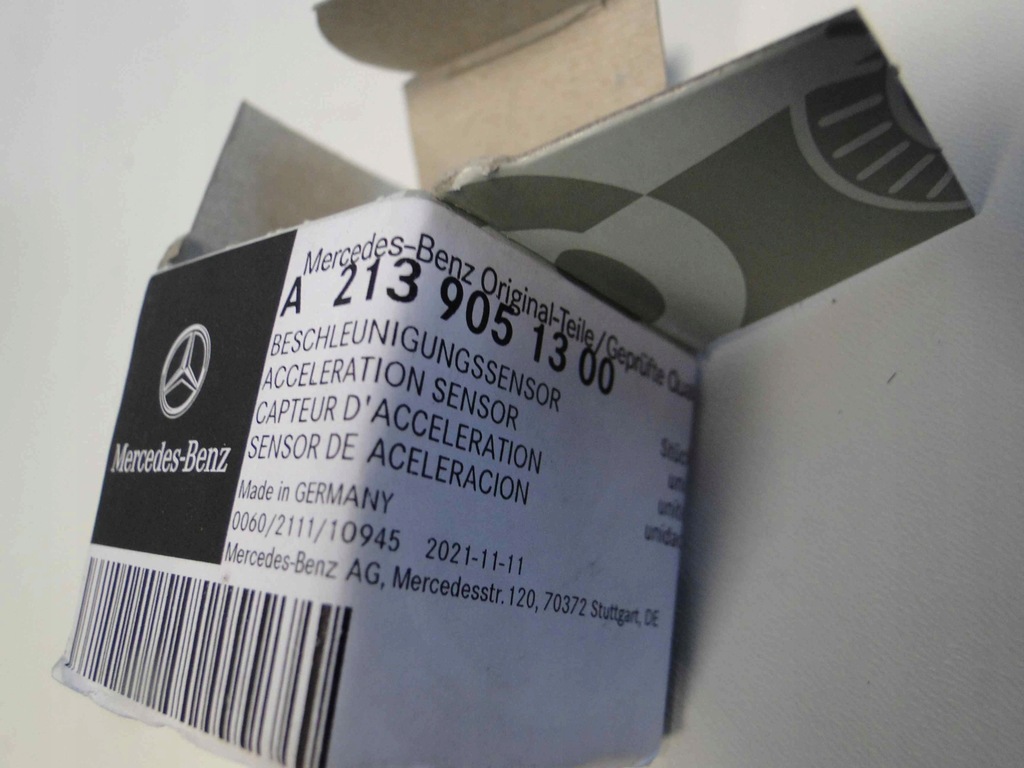 Mercedes-Benz Original-Teile/Geprüfte
A 213 905 13 00
BESCHLEUNIGUNGSSENSOR
ACCELERATION SENSOR
CAPTEUR D'ACCELERATION
SENSOR DE ACELERACION
Mercedes-Benz
Made in GERMANY
0060/2111/10945 2021-11-11
Mercedes-Benz AG, Mercedesstr. 120, 70372 Stuttgart, DE